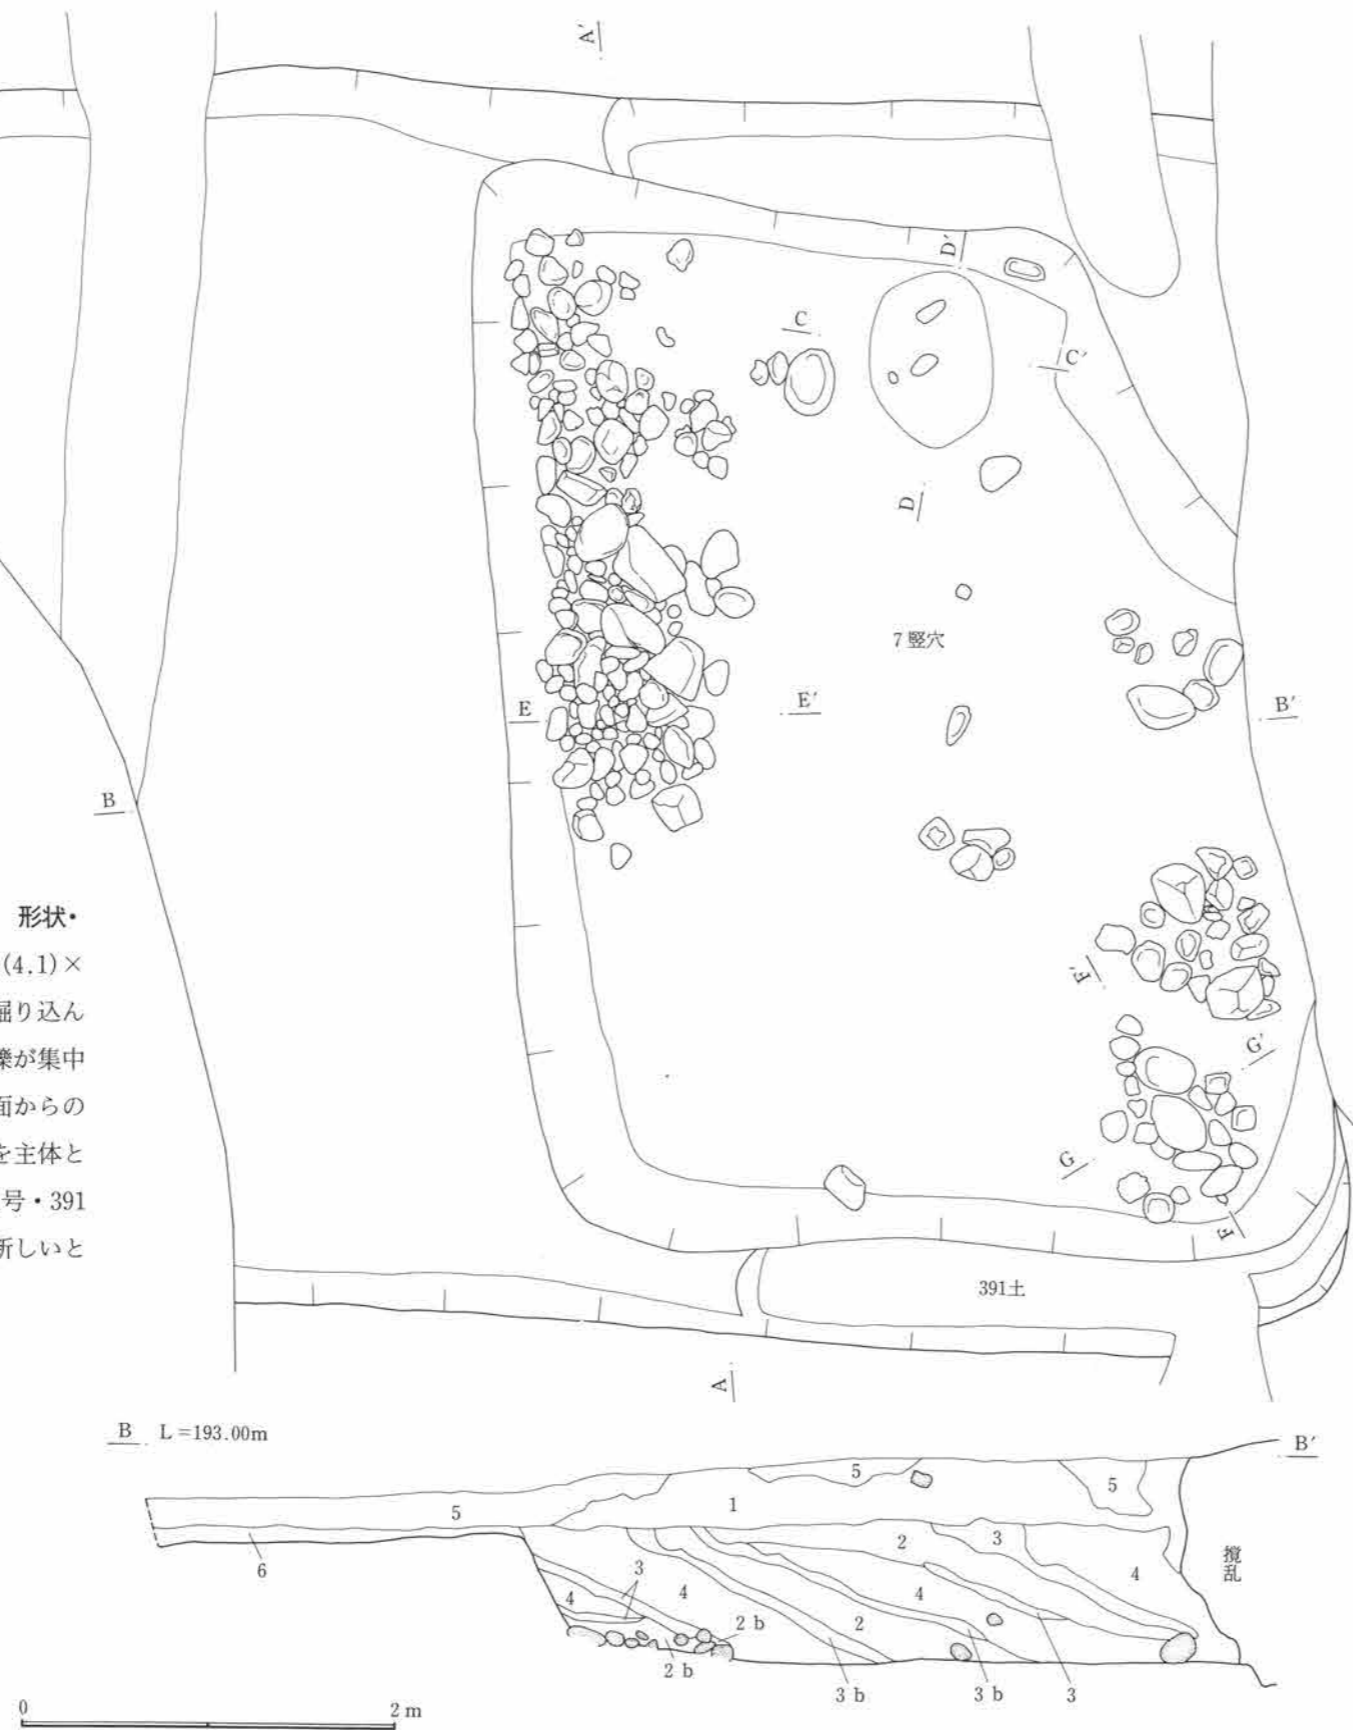 A′
D′
C
C′
D
7竪穴
E
E′
B′
B
形状・
(4.1)×
掘り込ん
礫が集中
面からの
を主体と
号・391
新しいと
F′
G′
G
F
391土
A
B L=193.00m
B′
5
5
1
5
6
2
3
3
4
4
4
4
2
2b
2b
3b
3b
3
攪乱
0
2m